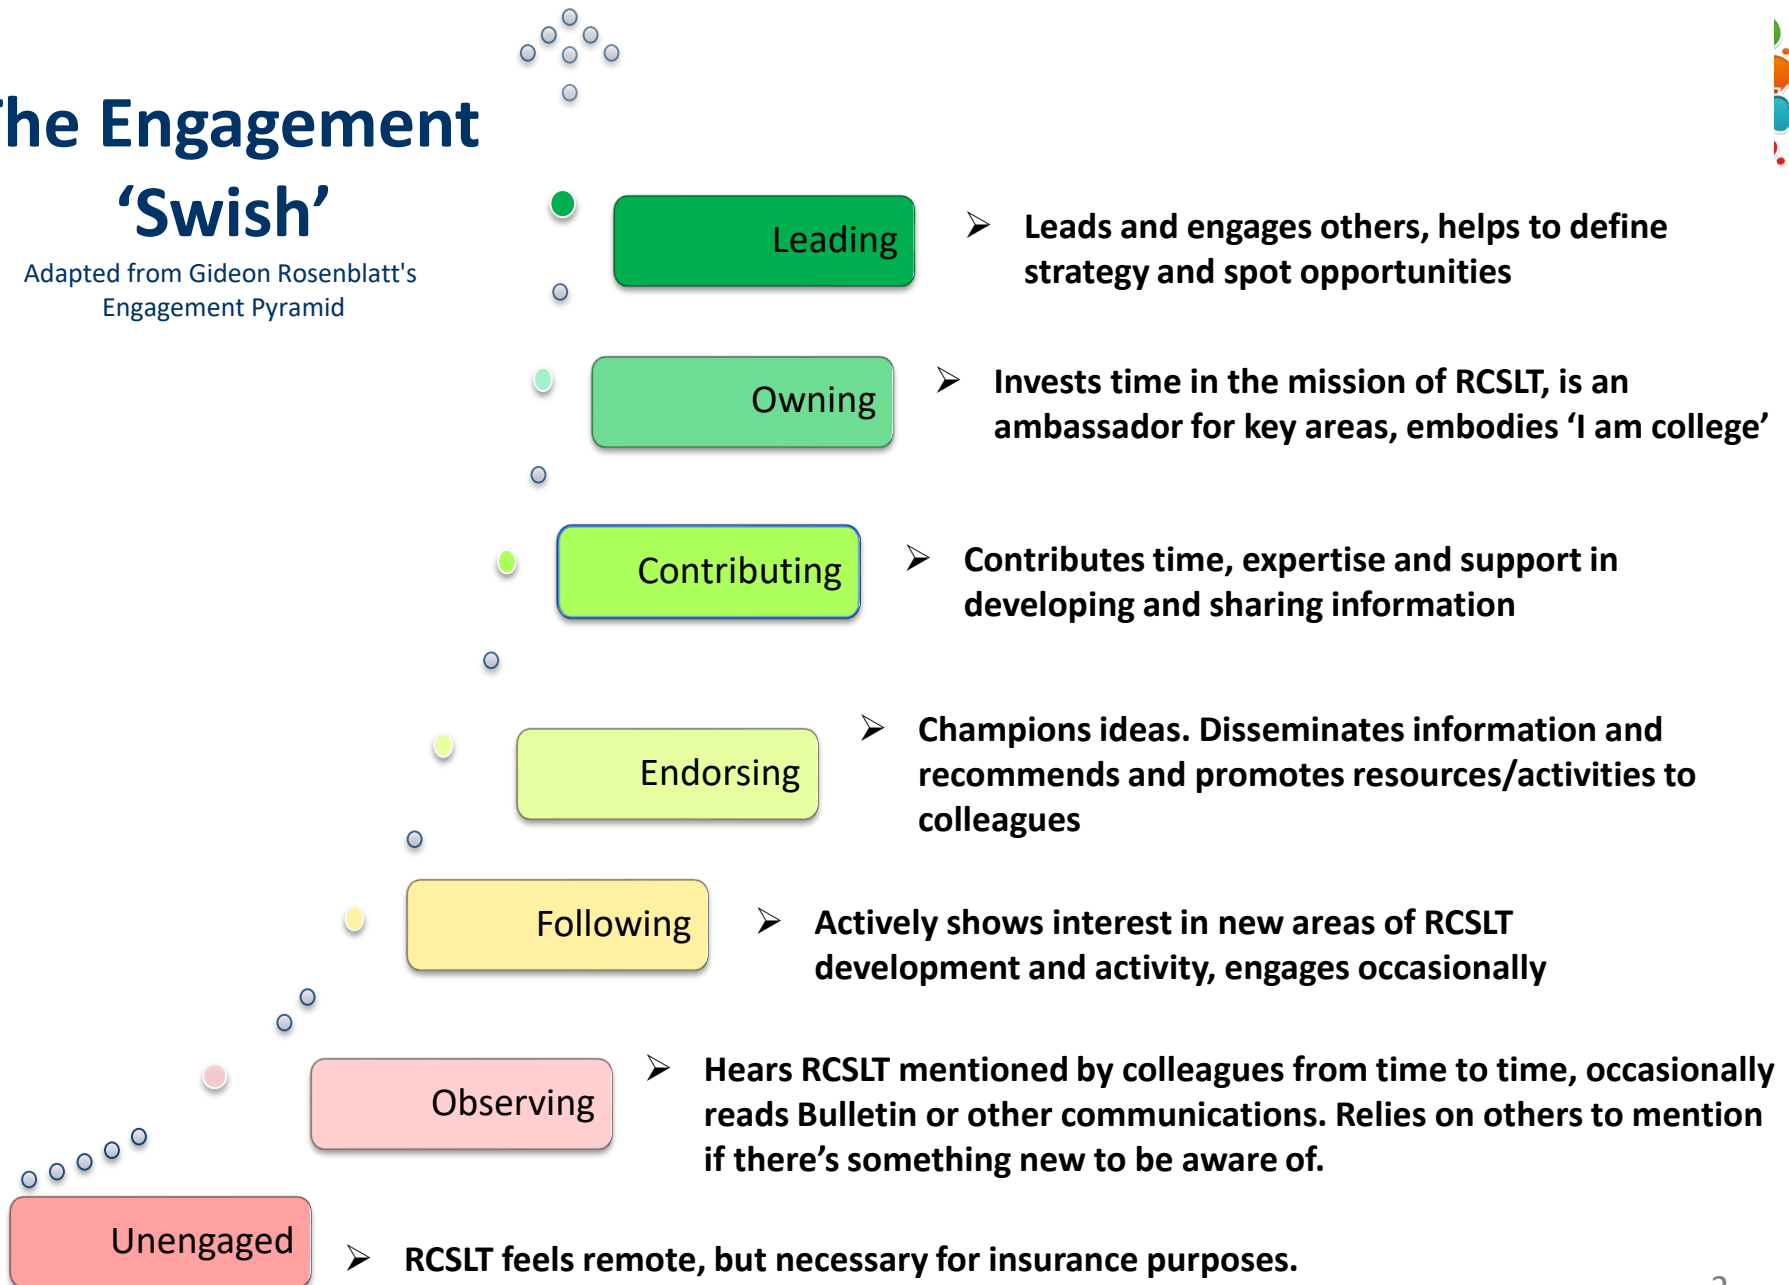 he Engagement
‘Swish’
Adapted from Gideon Rosenblatt's
Engagement Pyramid
Leading
➢ Leads and engages others, helps to define
strategy and spot opportunities
Owning
➢ Invests time in the mission of RCSLT, is an
ambassador for key areas, embodies ‘I am college’
Contributing
➢ Contributes time, expertise and support in
developing and sharing information
Endorsing
➢ Champions ideas. Disseminates information and
recommends and promotes resources/activities to
colleagues
Following
➢ Actively shows interest in new areas of RCSLT
development and activity, engages occasionally
Observing
➢ Hears RCSLT mentioned by colleagues from time to time, occasionally
reads Bulletin or other communications. Relies on others to mention
if there’s something new to be aware of.
Unengaged
➢ RCSLT feels remote, but necessary for insurance purposes.